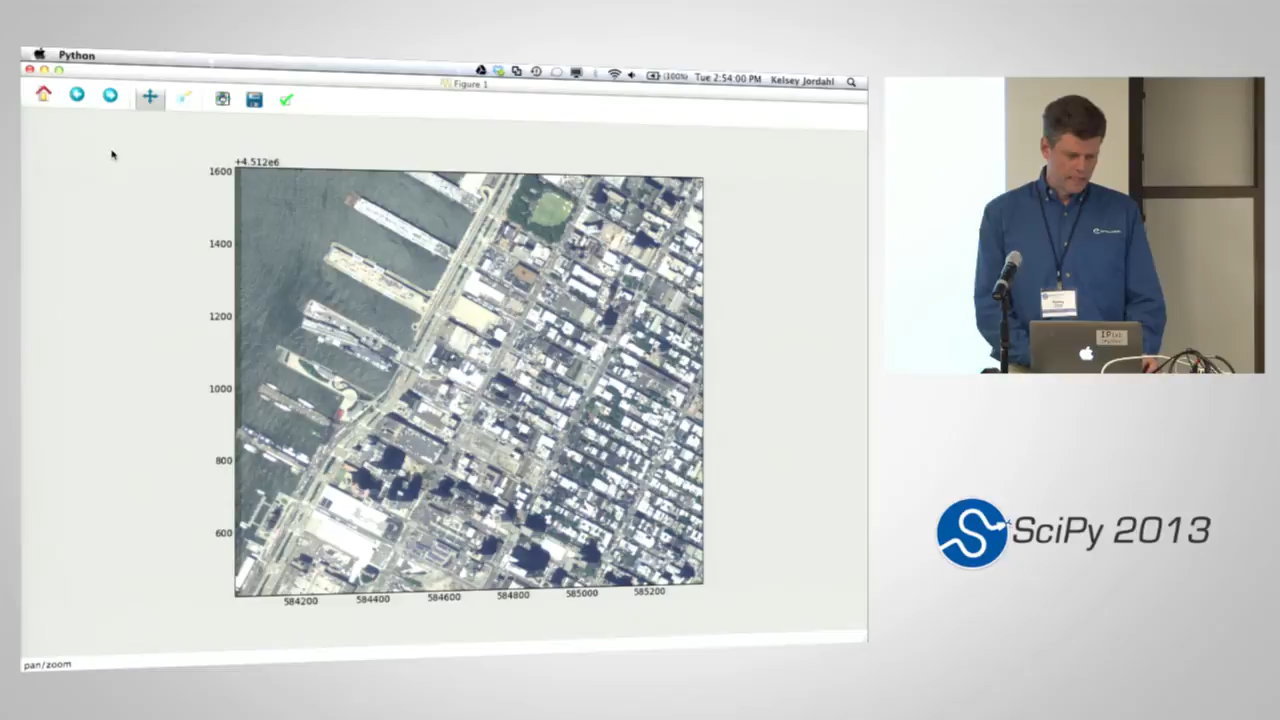 Python
(100%) Tue 2:54:00 PM Kelsey Jordahl
Figure 1
+4.512e6
1600
1400
1200
1000
800
600
584200 584400 584600 584800 585000 585200
pan/zoom
SciPy 2013